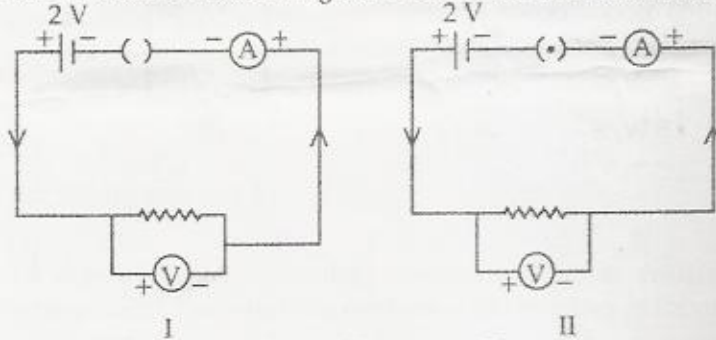 2 V 2 V
+ - ( ) - A + + - (•) - A +
+ V - + V -
I II